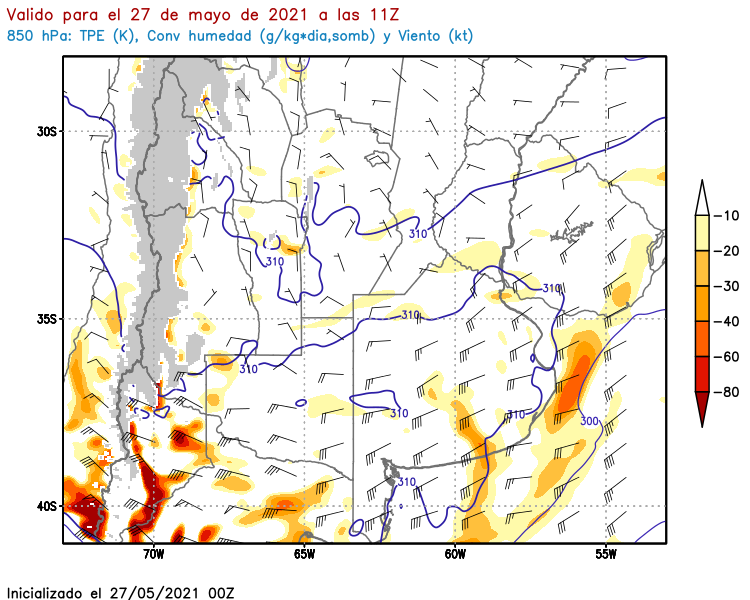 Valido para el 27 de mayo de 2021 a las 11Z
850 hPa: TPE (K), Conv humedad (g/kg*dia,somb) y Viento (kt)
30S
310
310
310
310
35S
310
310
310
300
310
40S
70W 65W 60W 55W
-10
-20
-30
-40
-60
-80
Inicializado el 27/05/2021 00Z